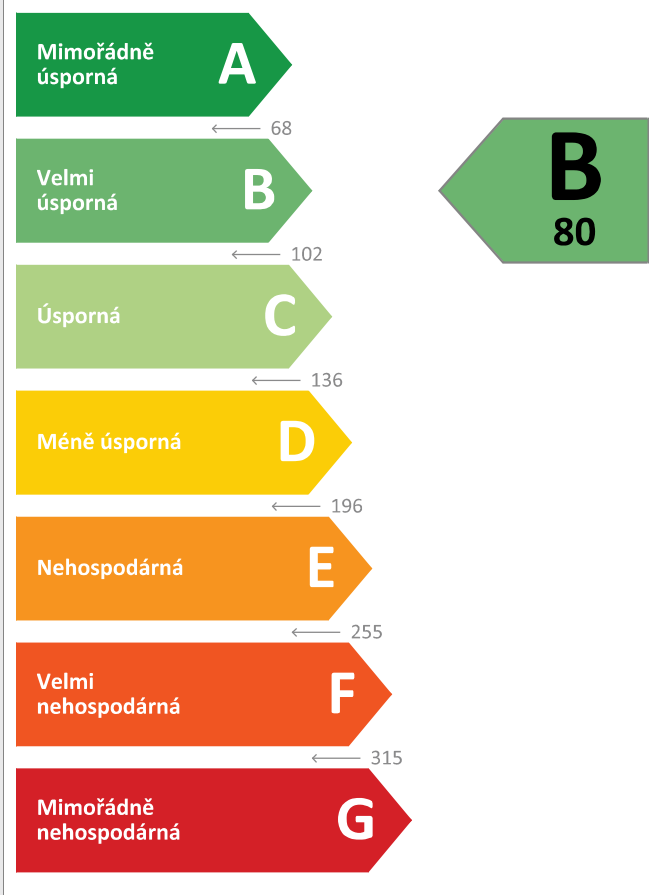 Mimořádně
úsporná
A
68
Velmi
úsporná
B
102
Úsporná
C
136
Méně úsporná
D
196
Nehospodárná
E
255
Velmi
nehospodárná
F
315
Mimořádně
nehospodárná
G
B
80